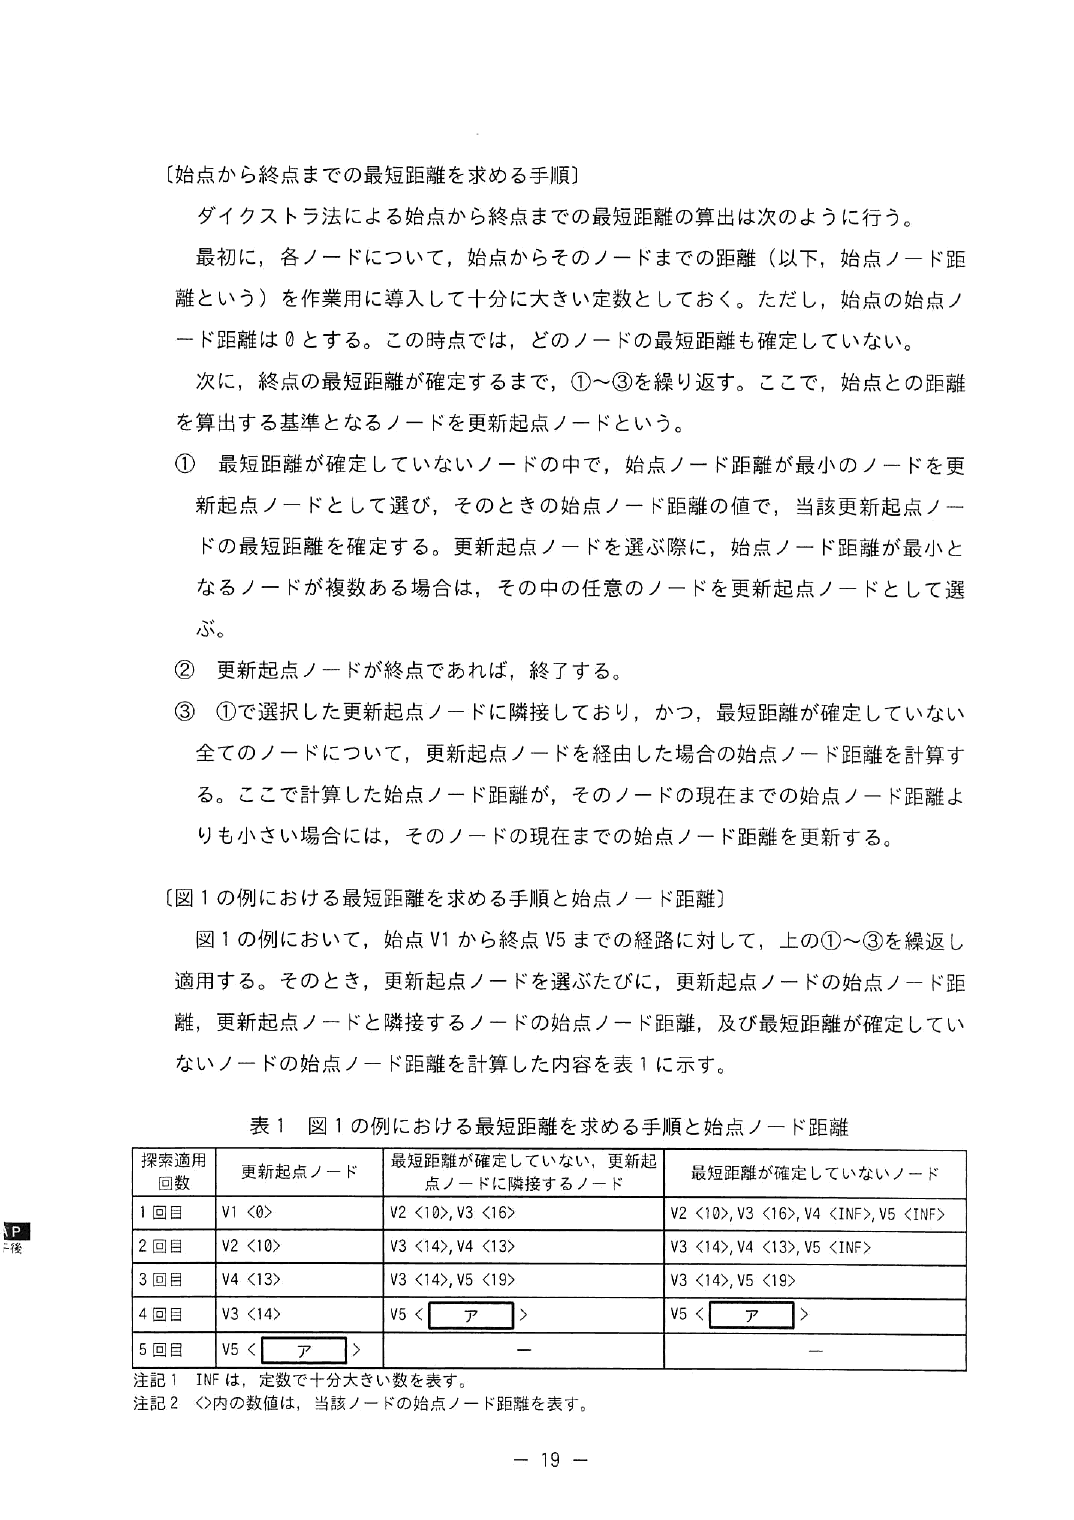 〔始点から終点までの最短距離を求める手順〕
ダイクストラ法による始点から終点までの最短距離の算出は次のように行う。
最初に，各ノードについて，始点からそのノードまでの距離（以下，始点ノード距
離という）を作業用に導入して十分に大きい定数としておく。ただし，始点の始点ノ
ード距離は0とする。この時点では，どのノードの最短距離も確定していない。
次に，終点の最短距離が確定するまで，①～③を繰り返す。ここで，始点との距離
を算出する基準となるノードを更新起点ノードという。
① 最短距離が確定していないノードの中で，始点ノード距離が最小のノードを更
新起点ノードとして選び，そのときの始点ノード距離の値で，当該更新起点ノー
ドの最短距離を確定する。更新起点ノードを選ぶ際に，始点ノード距離が最小と
なるノードが複数ある場合は，その中の任意のノードを更新起点ノードとして選
ぶ。
② 更新起点ノードが終点であれば，終了する。
③ ①で選択した更新起点ノードに隣接しており，かつ，最短距離が確定していない
全てのノードについて，更新起点ノードを経由した場合の始点ノード距離を計算す
る。ここで計算した始点ノード距離が，そのノードの現在までの始点ノード距離よ
りも小さい場合には，そのノードの現在までの始点ノード距離を更新する。
〔図1の例における最短距離を求める手順と始点ノード距離〕
図1の例において，始点V1から終点V5までの経路に対して，上の①～③を繰返し
適用する。そのとき，更新起点ノードを選ぶたびに，更新起点ノードの始点ノード距
離，更新起点ノードと隣接するノードの始点ノード距離，及び最短距離が確定してい
ないノードの始点ノード距離を計算した内容を表1に示す。
表1 図1の例における最短距離を求める手順と始点ノード距離
探索適用回数 更新起点ノード 最短距離が確定していない，更新起点ノードに隣接するノード 最短距離が確定していないノード
1回目 V1 <0> V2 <10>, V3 <16> V2 <10>, V3 <16>, V4 <INF>, V5 <INF>
2回目 V2 <10> V3 <14>, V4 <13> V3 <14>, V4 <13>, V5 <INF>
3回目 V4 <13> V3 <14>, V5 <19> V3 <14>, V5 <19>
4回目 V3 <14> V5 < ア > V5 < ア >
5回目 V5 < ア > － －
注記1 INFは，定数で十分大きい数を表す。
注記2 <>内の数値は，当該ノードの始点ノード距離を表す。
－ 19 －